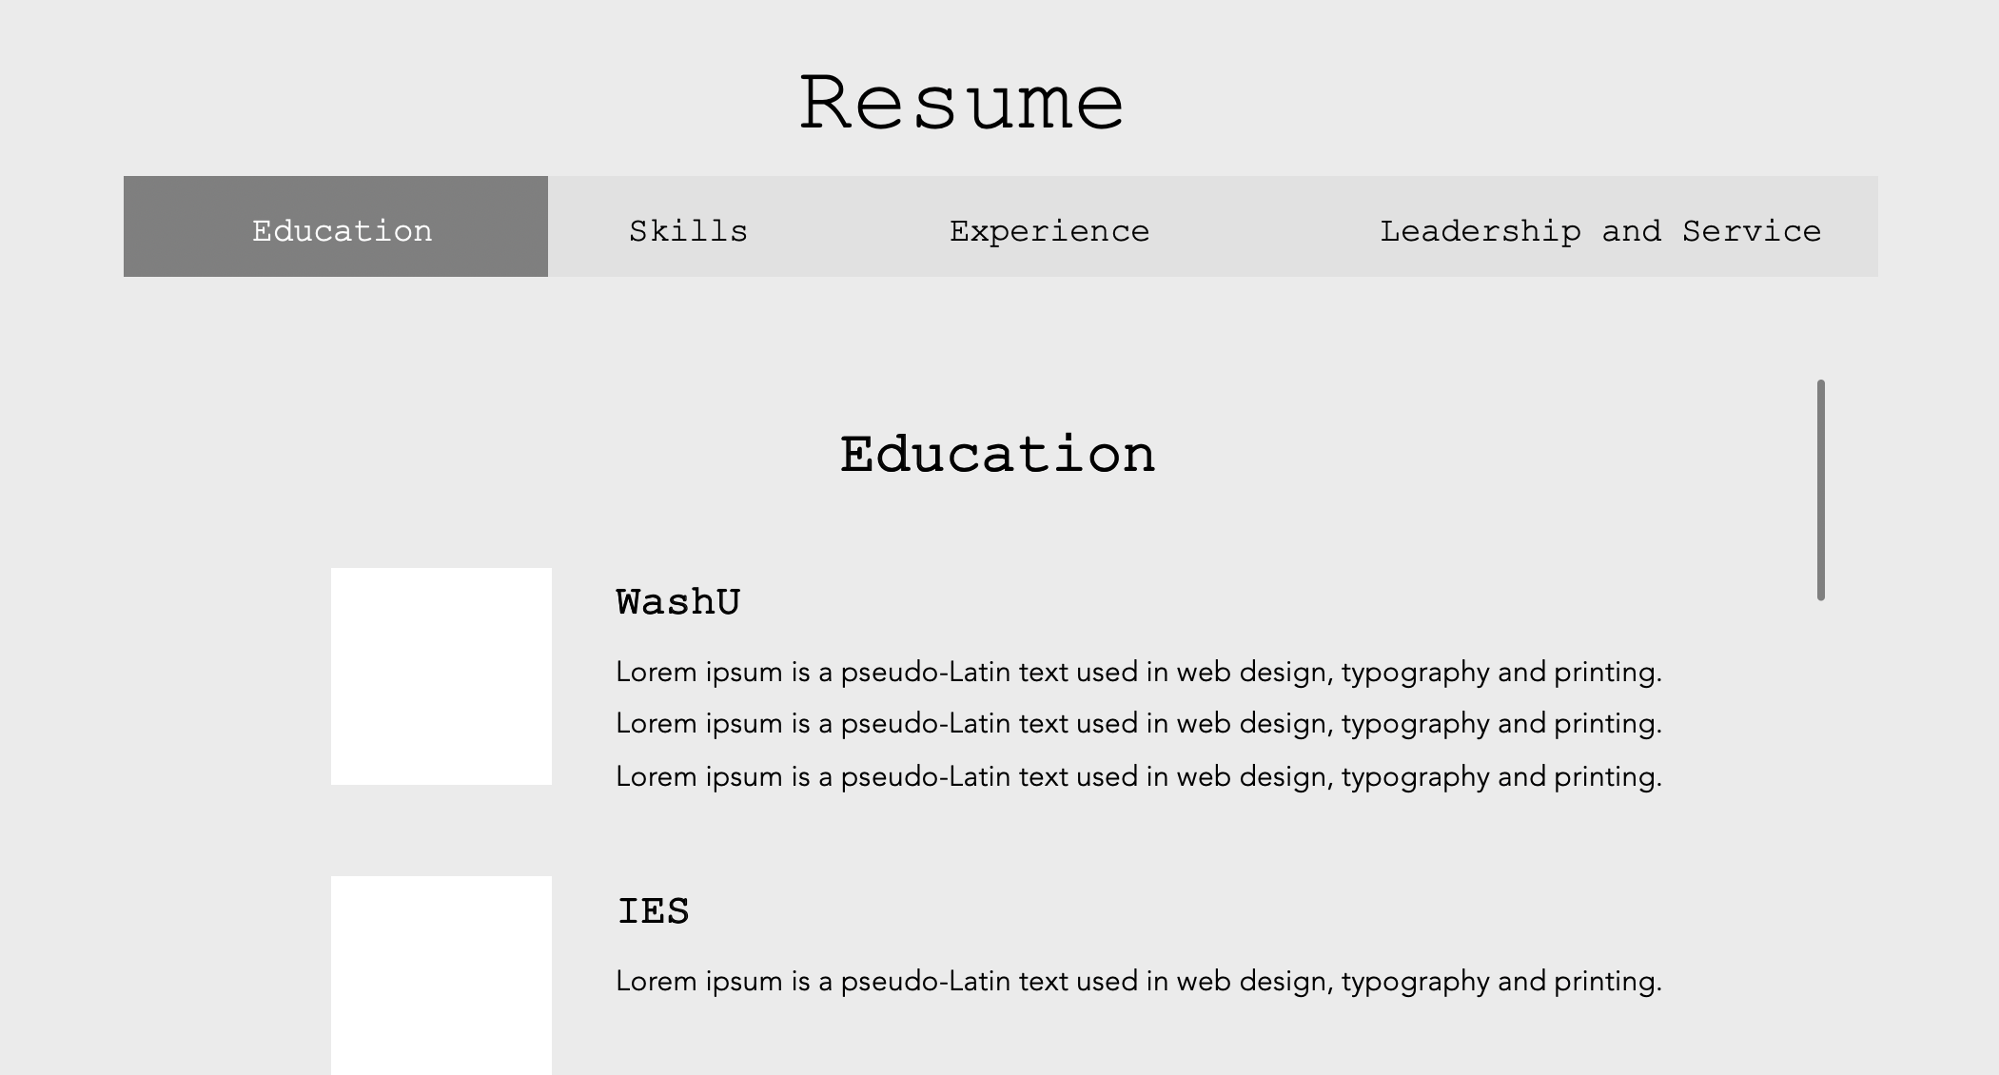 Resume
Education Skills Experience Leadership and Service
Education
WashU
Lorem ipsum is a pseudo-Latin text used in web design, typography and printing.
Lorem ipsum is a pseudo-Latin text used in web design, typography and printing.
Lorem ipsum is a pseudo-Latin text used in web design, typography and printing.
IES
Lorem ipsum is a pseudo-Latin text used in web design, typography and printing.